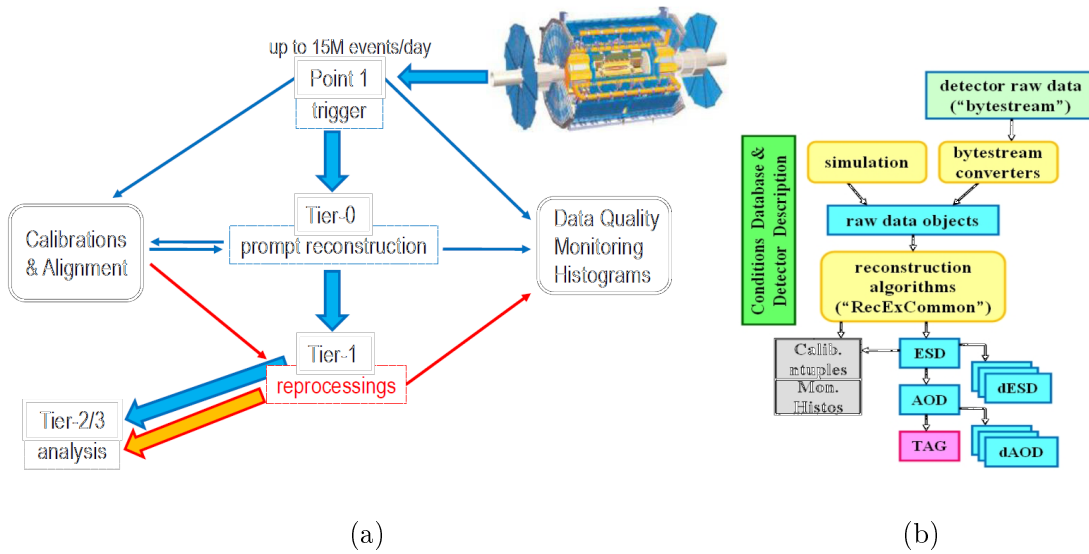 up to 15M events/day
Point 1
trigger
Tier-0
prompt reconstruction
Calibrations
& Alignment
Data Quality
Monitoring
Histograms
Tier-1
reprocessings
Tier-2/3
analysis
(a)
detector raw data
(“bytestream”)
Conditions Database &
Detector Description
simulation
bytestream
converters
raw data objects
reconstruction
algorithms
(“RecExCommon”)
Calib.
ntuples
Mon.
Histos
ESD
dESD
AOD
dAOD
TAG
(b)